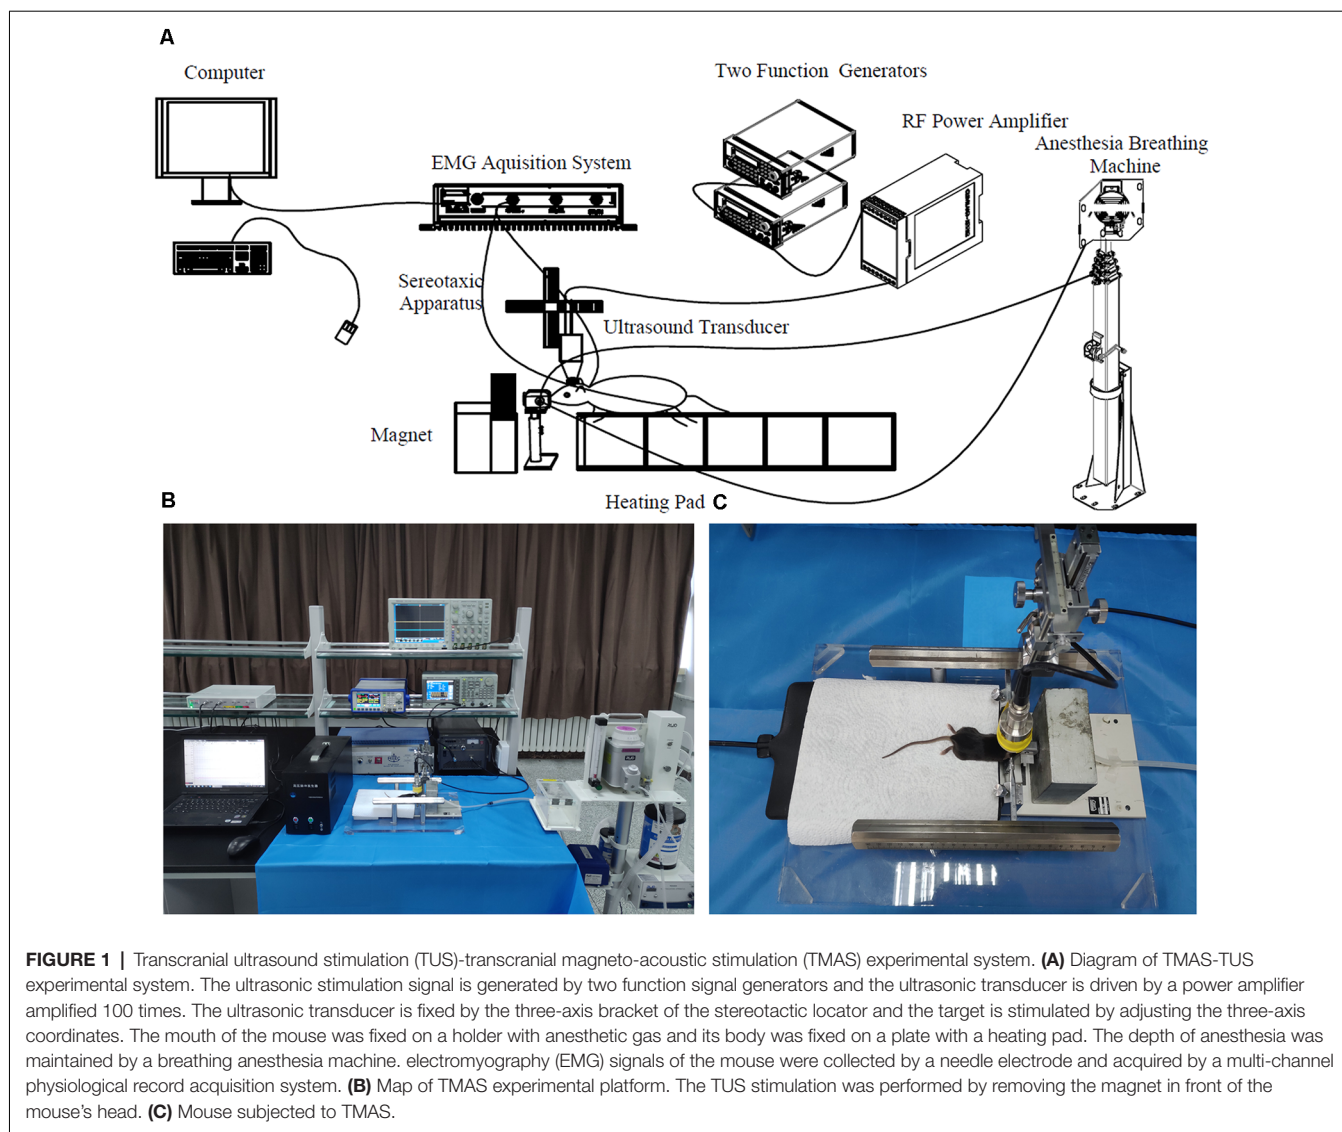 A
Computer
Two Function Generators
RF Power Amplifier
Anesthesia Breathing
Machine
EMG Aquisition System
Sereotaxic
Apparatus
Ultrasound Transducer
Magnet
Heating Pad
B
C
FIGURE 1 | Transcranial ultrasound stimulation (TUS)-transcranial magneto-acoustic stimulation (TMAS) experimental system. (A) Diagram of TMAS-TUS
experimental system. The ultrasonic stimulation signal is generated by two function signal generators and the ultrasonic transducer is driven by a power amplifier
amplified 100 times. The ultrasonic transducer is fixed by the three-axis bracket of the stereotactic locator and the target is stimulated by adjusting the three-axis
coordinates. The mouth of the mouse was fixed on a holder with anesthetic gas and its body was fixed on a plate with a heating pad. The depth of anesthesia was
maintained by a breathing anesthesia machine. electromyography (EMG) signals of the mouse were collected by a needle electrode and acquired by a multi-channel
physiological record acquisition system. (B) Map of TMAS experimental platform. The TUS stimulation was performed by removing the magnet in front of the
mouse's head. (C) Mouse subjected to TMAS.